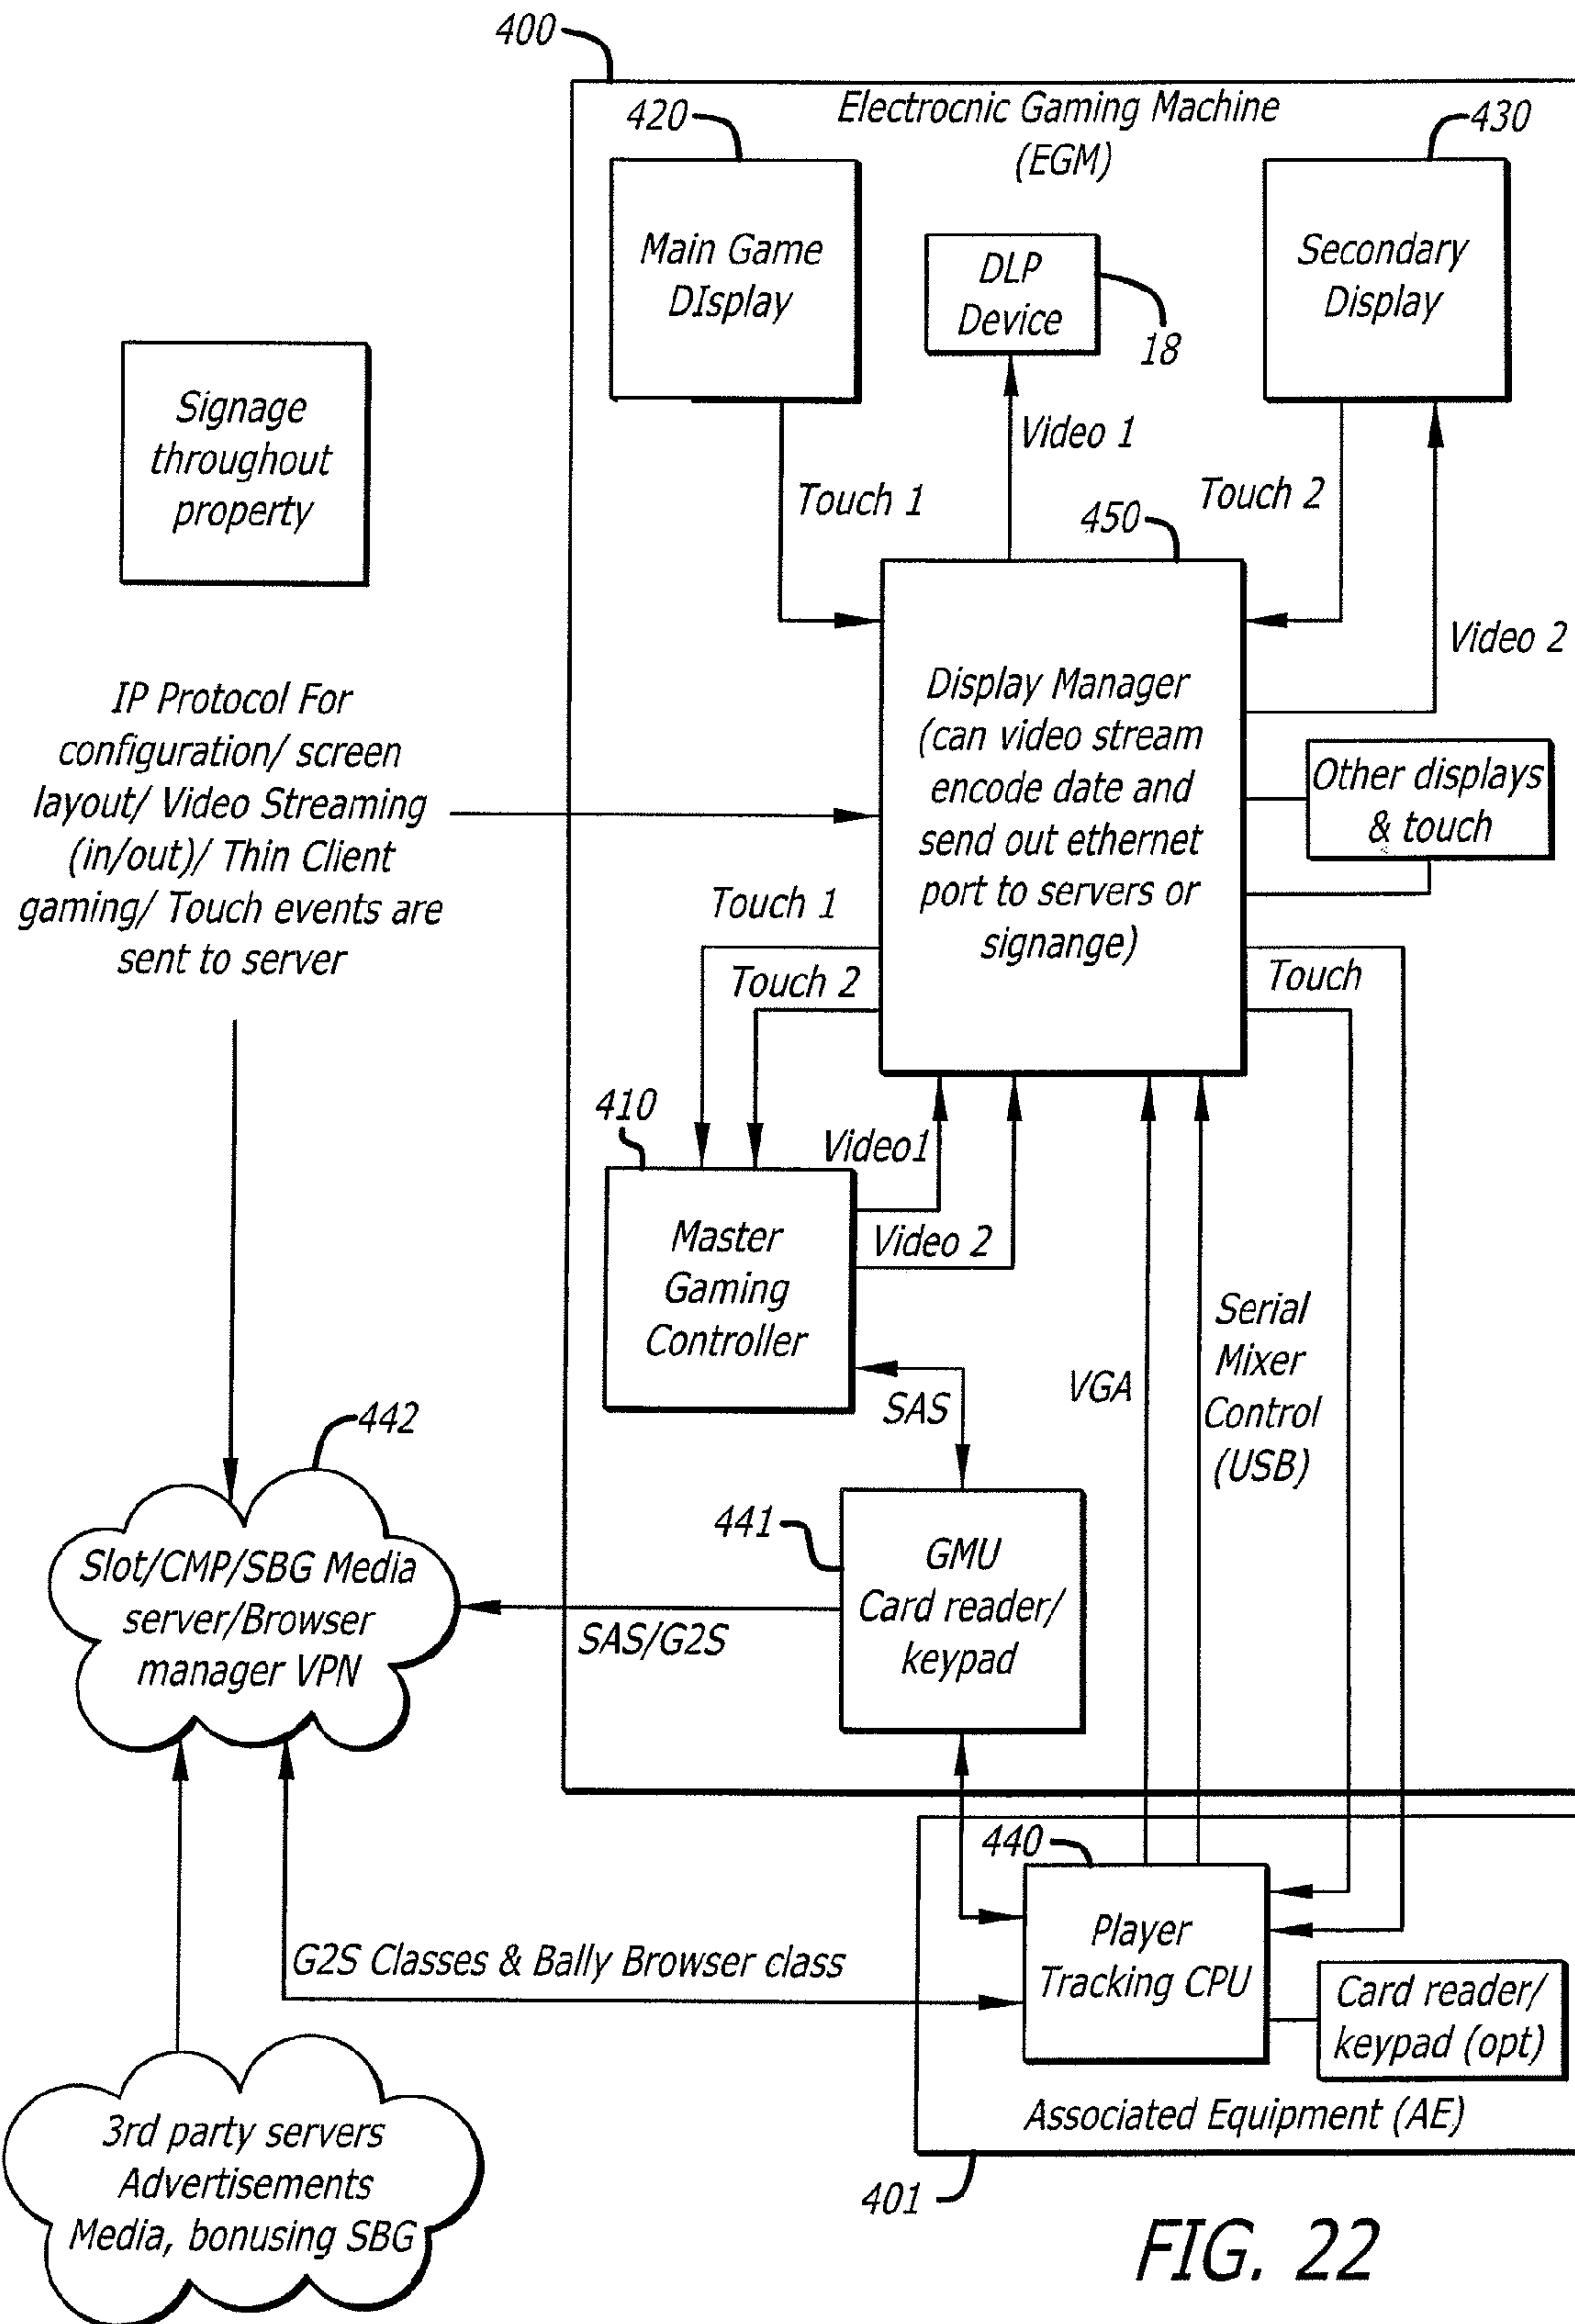 400
Electrocnic Gaming Machine
(EGM)
420
430
Main Game
DIsplay
DLP
Device
18
Secondary
Display
Signage
throughout
property
Video 1
Touch 1
Touch 2
450
Video 2
IP Protocol For
configuration/ screen
layout/ Video Streaming
(in/out)/ Thin Client
gaming/ Touch events are
sent to server
Display Manager
(can video stream
encode date and
send out ethernet
port to servers or
signange)
Other displays
& touch
Touch 1
Touch 2
Touch
410
Video1
Video 2
Master
Gaming
Controller
SAS
VGA
Serial
Mixer
Control
(USB)
442
441
Slot/CMP/SBG Media
server/Browser
manager VPN
SAS/G2S
GMU
Card reader/
keypad
440
G2S Classes & Bally Browser class
Player
Tracking CPU
Card reader/
keypad (opt)
Associated Equipment (AE)
401
3rd party servers
Advertisements
Media, bonusing SBG
FIG. 22